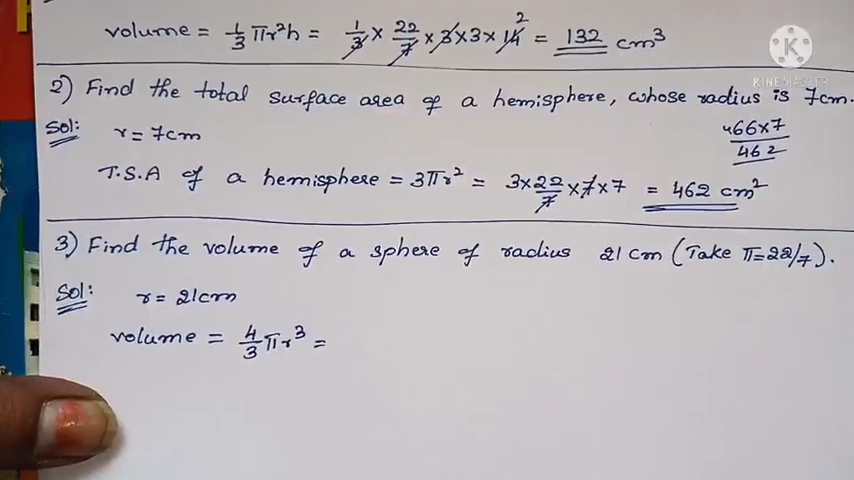 volume = 1/3 πr²h = 1/3 × 22/7 × 3 × 3 × 14 2 = 132 cm³
K
KINEMASTER
2) Find the total surface area of a hemisphere, whose radius is 7cm.
Sol: r = 7cm
66×7
462
T.S.A of a hemisphere = 3πr² = 3×22/7 ×7×7 = 462 cm²
3) Find the volume of a sphere of radius 21 cm (Take π=22/7).
Sol: r = 21cm
volume = 4/3 πr³ =